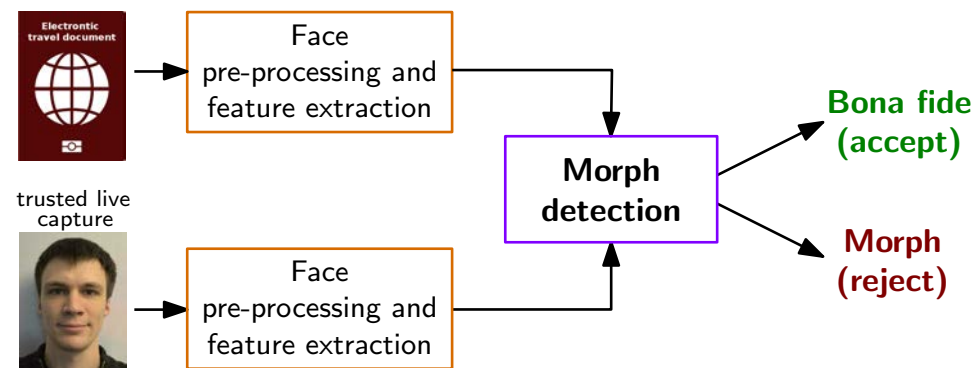 Electrontic
travel document
Face
pre-processing and
feature extraction
Morph
detection
Bona fide
(accept)
Morph
(reject)
trusted live
capture
Face
pre-processing and
feature extraction